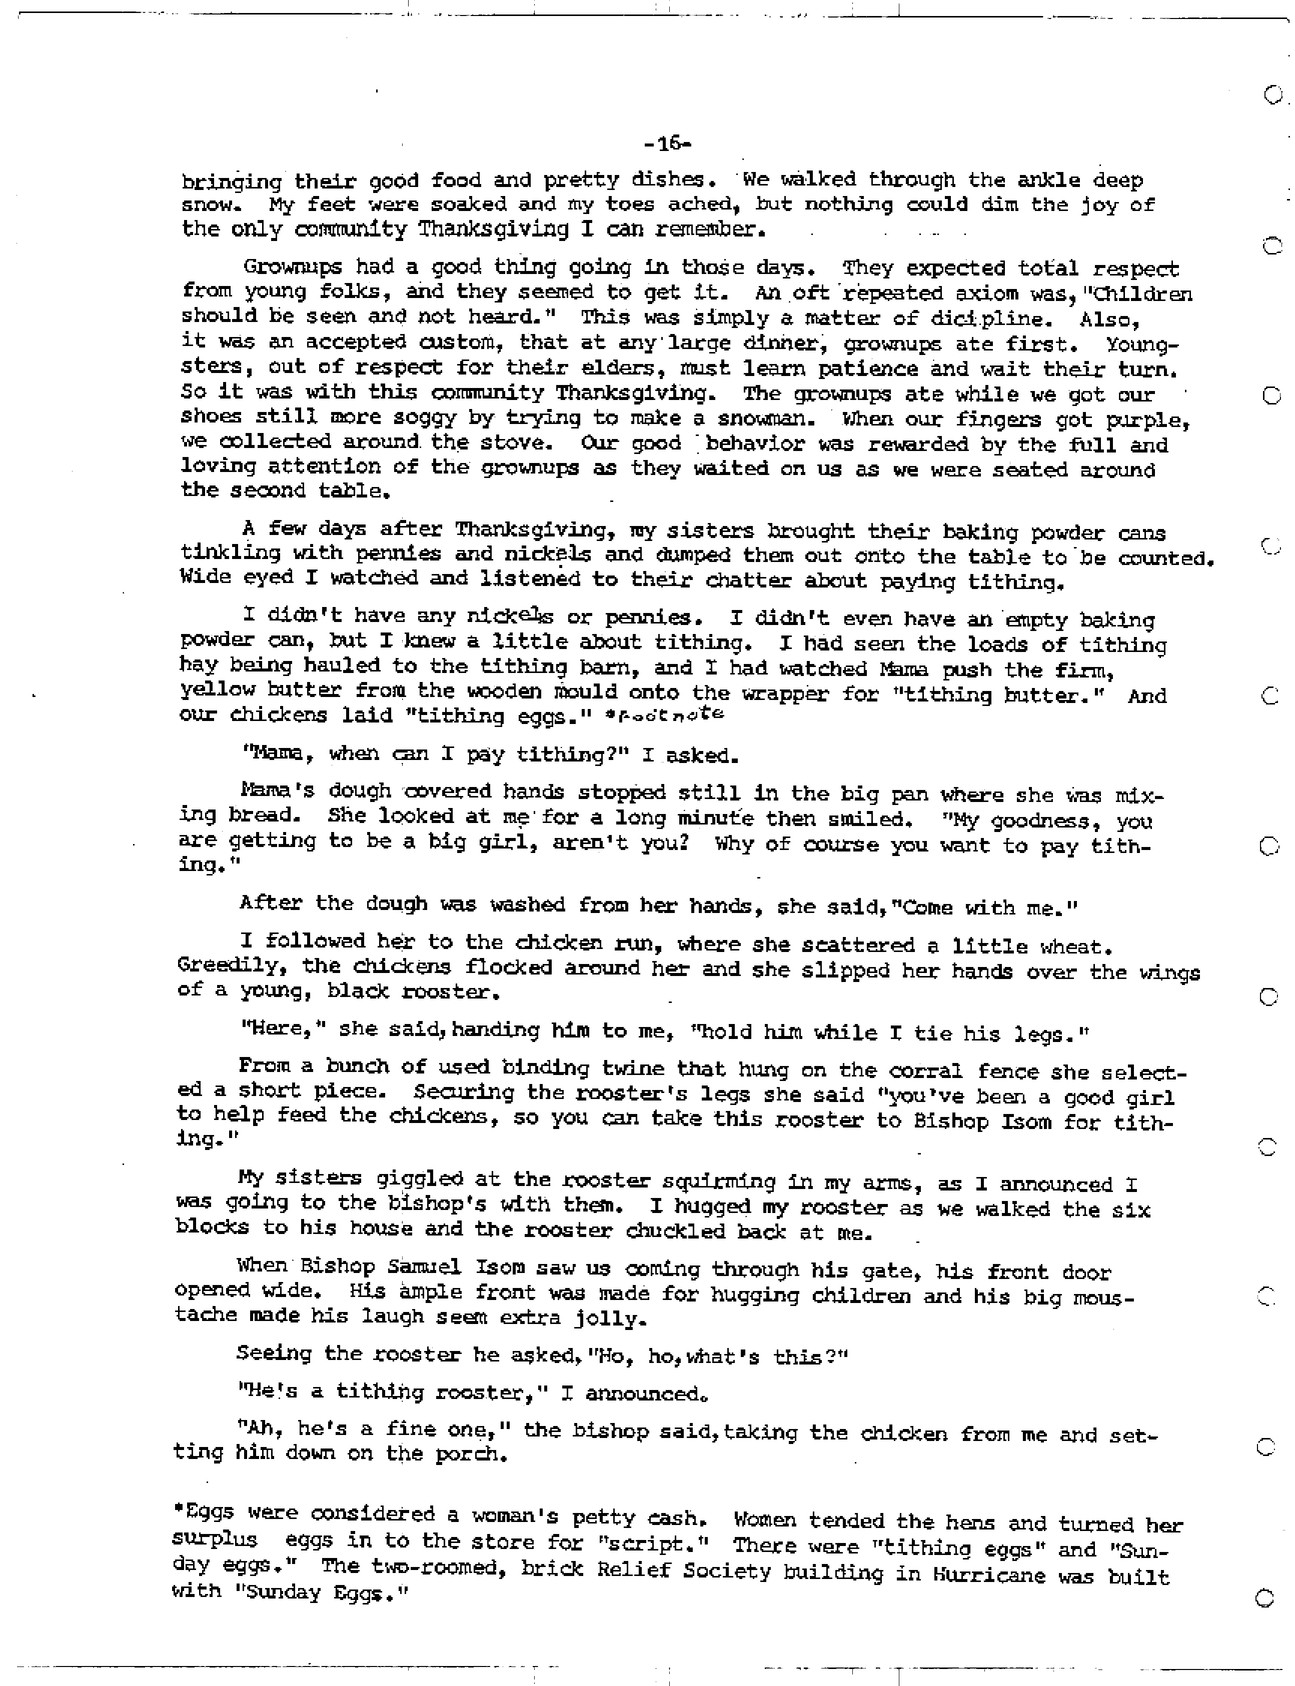 -16-
bringing their good food and pretty dishes. We walked through the ankle deep
snow. My feet were soaked and my toes ached, but nothing could dim the joy of
the only community Thanksgiving I can remember.
Grownups had a good thing going in those days. They expected total respect
from young folks, and they seemed to get it. An oft repeated axiom was,"Children
should be seen and not heard." This was simply a matter of dicipline. Also,
it was an accepted custom, that at any large dinner, grownups ate first. Young-
sters, out of respect for their elders, must learn patience and wait their turn.
So it was with this community Thanksgiving. The grownups ate while we got our
shoes still more soggy by trying to make a snowman. When our fingers got purple,
we collected around the stove. Our good behavior was rewarded by the full and
loving attention of the grownups as they waited on us as we were seated around
the second table.
A few days after Thanksgiving, my sisters brought their baking powder cans
tinkling with pennies and nickels and dumped them out onto the table to be counted.
Wide eyed I watched and listened to their chatter about paying tithing.
I didn't have any nickels or pennies. I didn't even have an empty baking
powder can, but I knew a little about tithing. I had seen the loads of tithing
hay being hauled to the tithing barn, and I had watched Mama push the firm,
yellow butter from the wooden mould onto the wrapper for "tithing butter." And
our chickens laid "tithing eggs." *Footnote
"Mama, when can I pay tithing?" I asked.
Mama's dough covered hands stopped still in the big pan where she was mix-
ing bread. She looked at me for a long minute then smiled. "My goodness, you
are getting to be a big girl, aren't you? Why of course you want to pay tith-
ing."
After the dough was washed from her hands, she said,"Come with me."
I followed her to the chicken run, where she scattered a little wheat.
Greedily, the chickens flocked around her and she slipped her hands over the wings
of a young, black rooster.
"Here," she said, handing him to me, "hold him while I tie his legs."
From a bunch of used binding twine that hung on the corral fence she select-
ed a short piece. Securing the rooster's legs she said "you've been a good girl
to help feed the chickens, so you can take this rooster to Bishop Isom for tith-
ing."
My sisters giggled at the rooster squirming in my arms, as I announced I
was going to the bishop's with them. I hugged my rooster as we walked the six
blocks to his house and the rooster chuckled back at me.
When Bishop Samuel Isom saw us coming through his gate, his front door
opened wide. His ample front was made for hugging children and his big mous-
tache made his laugh seem extra jolly.
Seeing the rooster he asked,"Ho, ho, what's this?"
"He's a tithing rooster," I announced.
"Ah, he's a fine one," the bishop said, taking the chicken from me and set-
ting him down on the porch.
*Eggs were considered a woman's petty cash. Women tended the hens and turned her
surplus eggs in to the store for "script." There were "tithing eggs" and "Sun-
day eggs." The two-roomed, brick Relief Society building in Hurricane was built
with "Sunday Eggs."